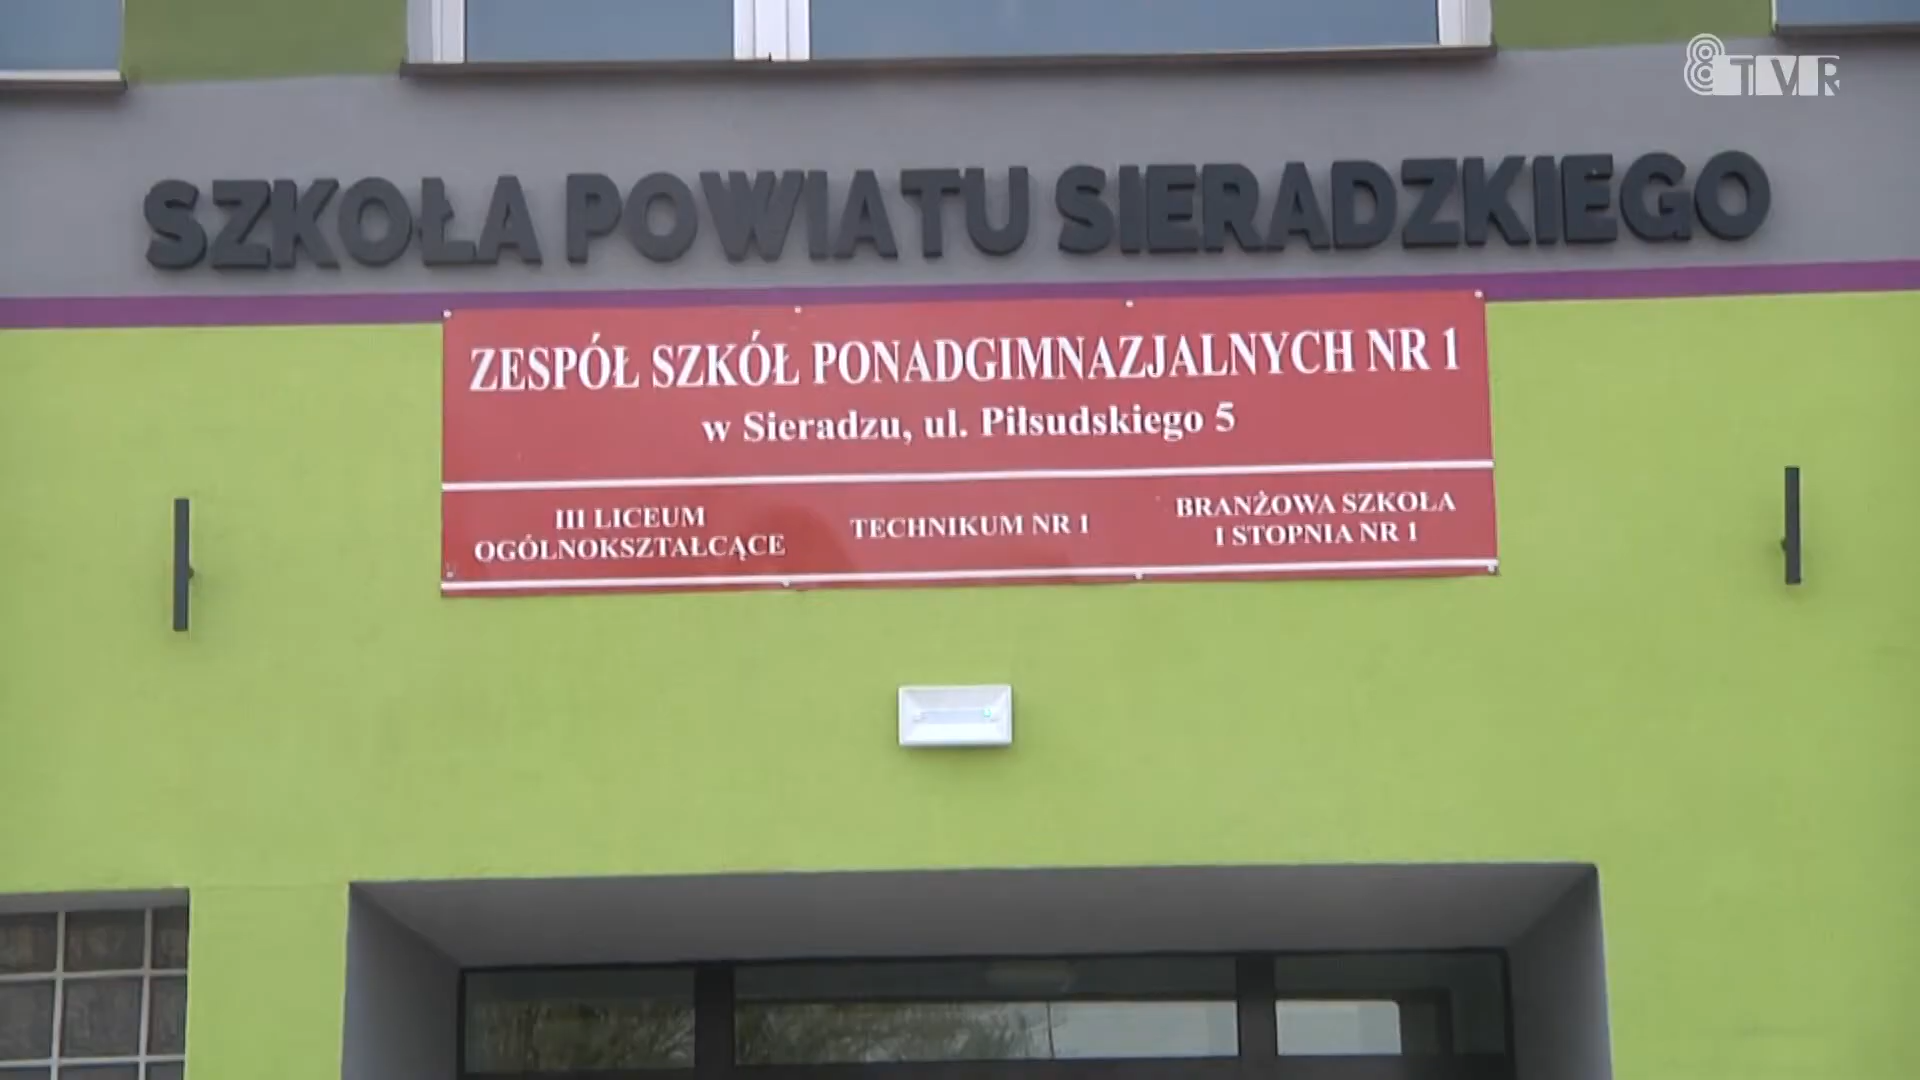 8TVR
SZKOŁA POWIATU SIERADZKIEGO
ZESPÓŁ SZKÓŁ PONADGIMNAZJALNYCH NR 1
w Sieradzu, ul. Piłsudskiego 5
III LICEUM
OGÓLNOKSZTAŁCĄCE
TECHNIKUM NR 1
BRANŻOWA SZKOŁA
I STOPNIA NR 1